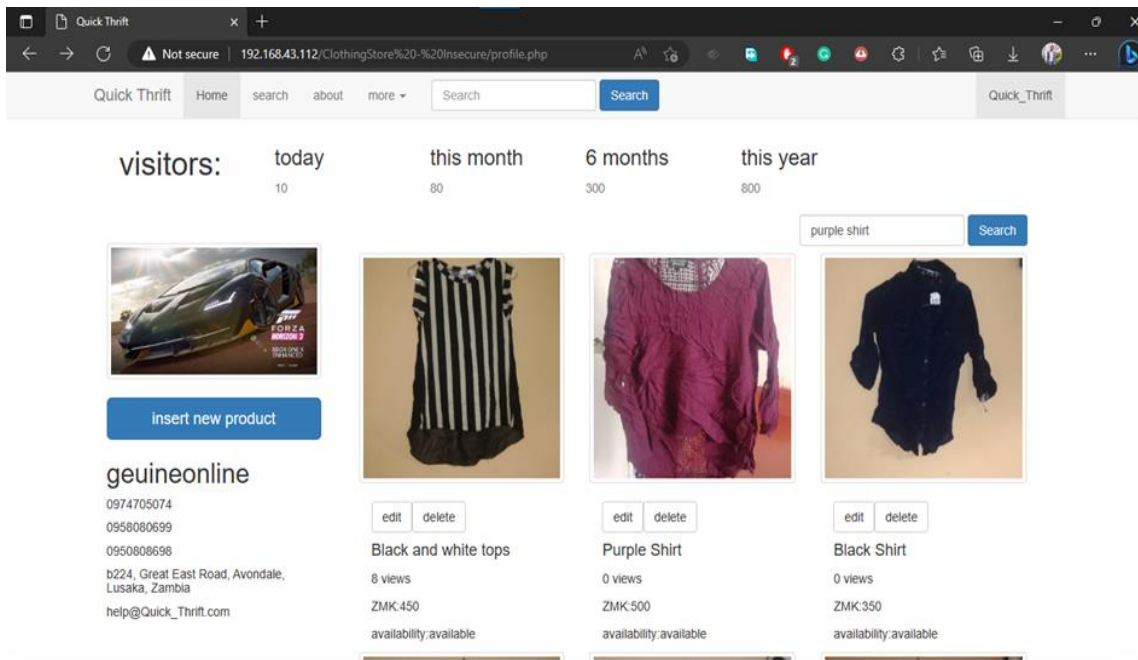 Quick Thrift
Not secure | 192.168.43.112/ClothingStore%20-%20Insecure/profile.php
2
Quick Thrift Home search about more Search Search Quick_Thrift
visitors: today this month 6 months this year
10 80 300 800
purple shirt Search
FORZA
HORIZON 3
XBOX ONE X
ENHANCED
insert new product
geuineonline
0974705074
0958080699
0950808698
b224, Great East Road, Avondale,
Lusaka, Zambia
help@Quick_Thrift.com
edit delete
Black and white tops
8 views
ZMK:450
availability:available
edit delete
Purple Shirt
0 views
ZMK:500
availability:available
edit delete
Black Shirt
0 views
ZMK:350
availability:available